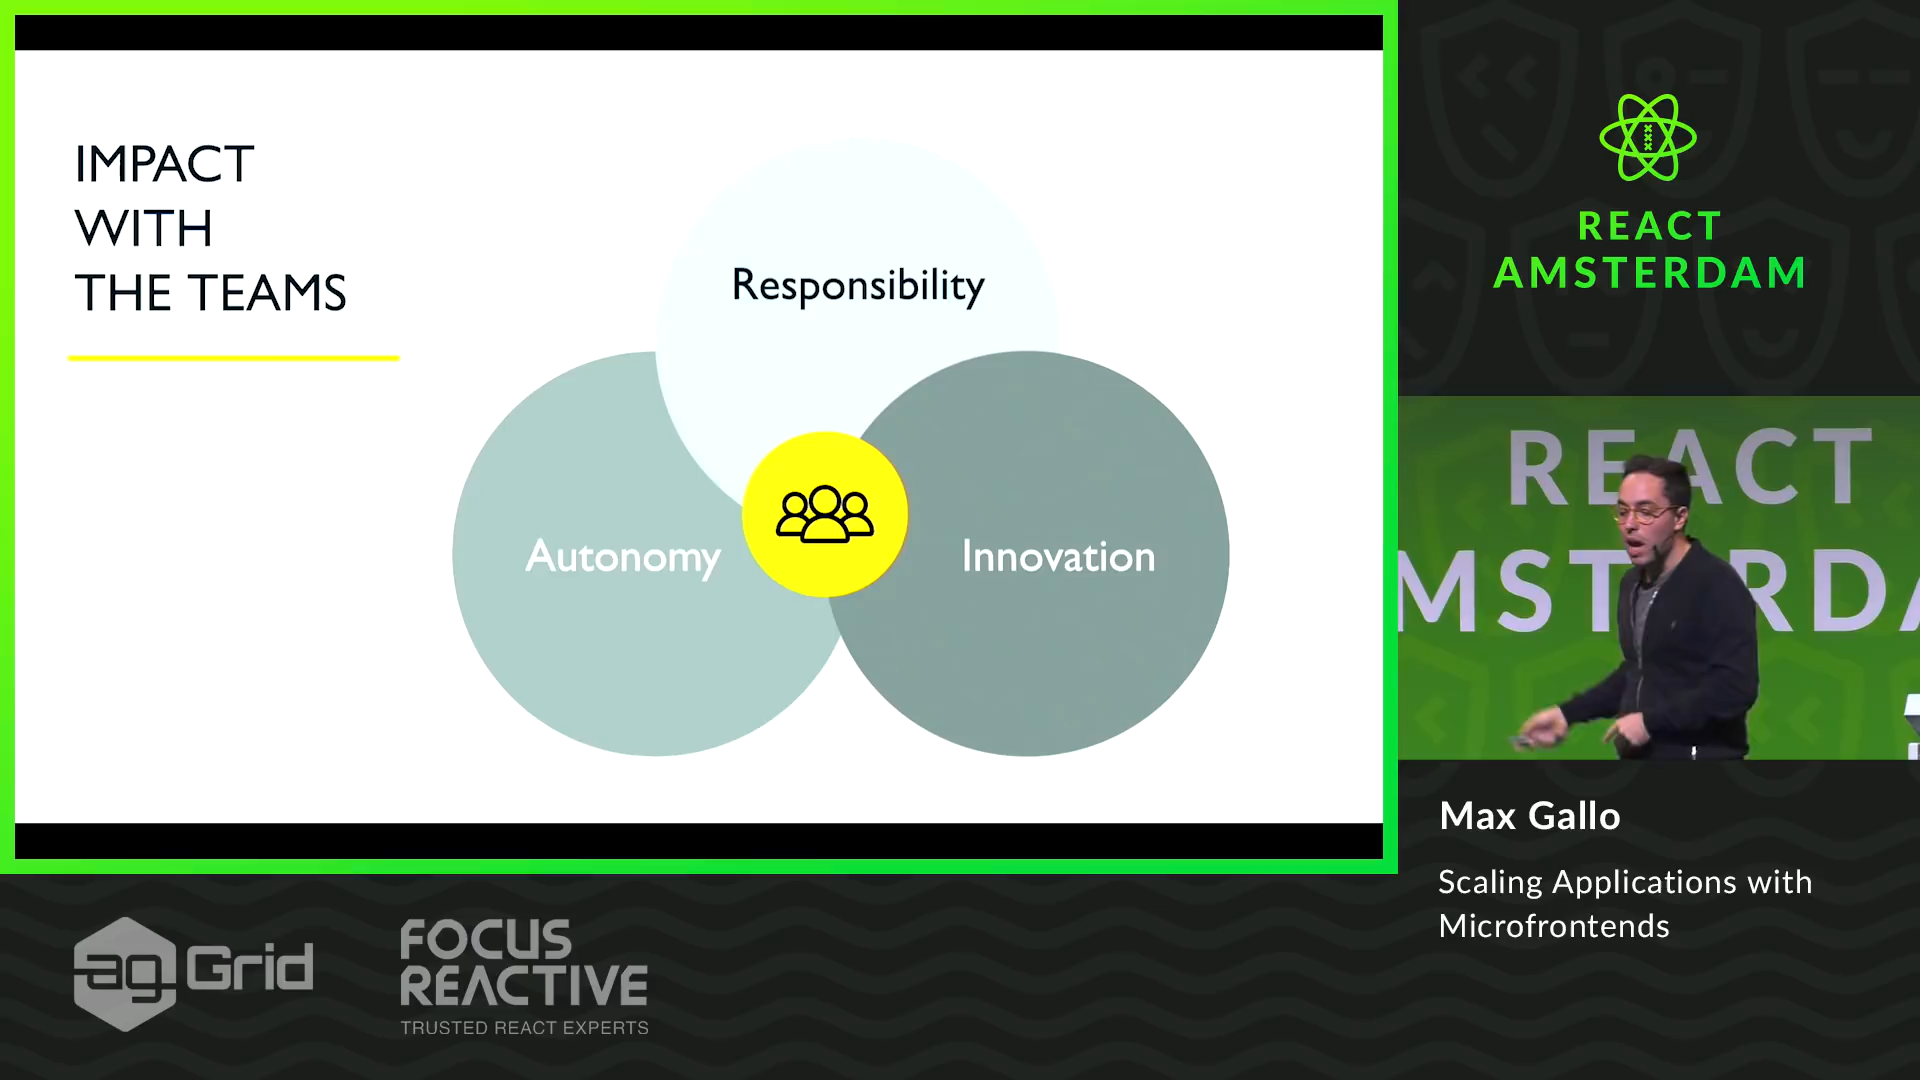 IMPACT
WITH
THE TEAMS
Responsibility
Autonomy
Innovation
REACT
AMSTERDAM
REACT
MSTERDA
Max Gallo
Scaling Applications with
Microfrontends
ag Grid
FOCUS
REACTIVE
TRUSTED REACT EXPERTS